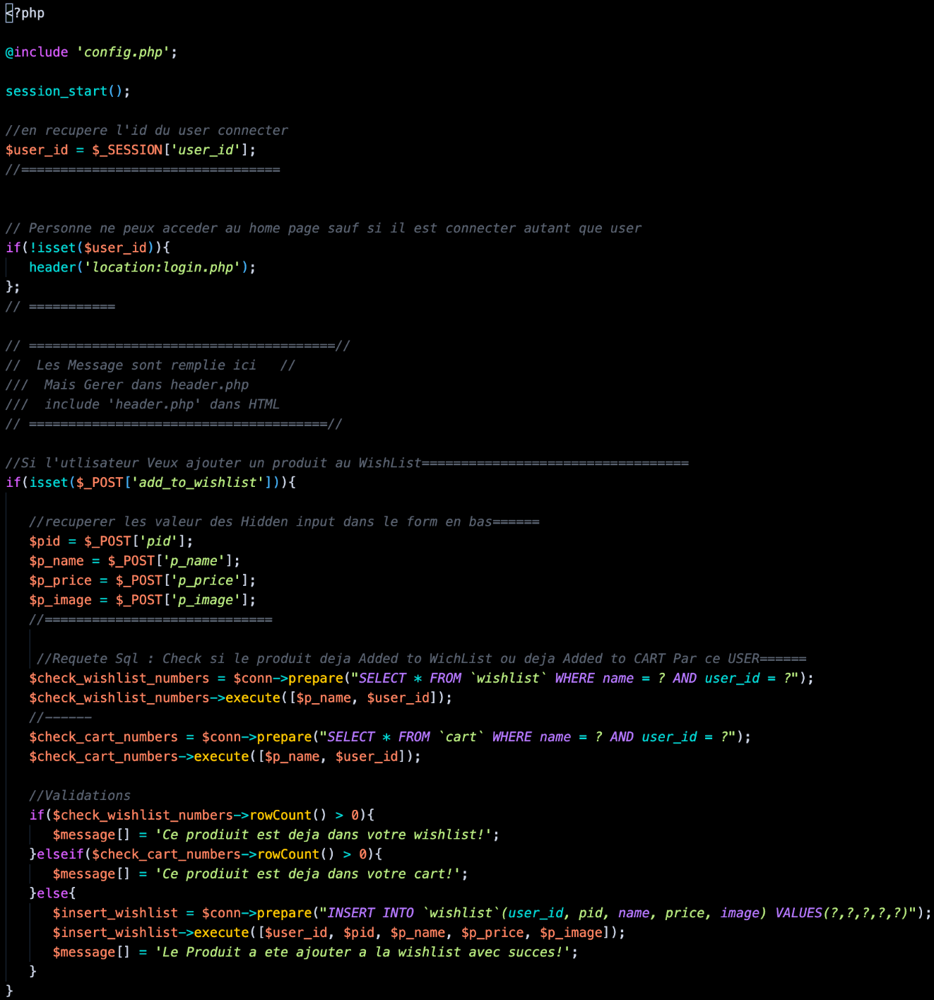 <?php
@include 'config.php';
session_start();
//en recupere l'id du user connecter
$user_id = $_SESSION['user_id'];
//=================================
// Personne ne peux acceder au home page sauf si il est connecter autant que user
if(!isset($user_id)){
header('location:login.php');
};
// ===========
// =======================================//
//  Les Message sont remplie ici   //
///  Mais Gerer dans header.php
///  include 'header.php' dans HTML
// ======================================//
//Si l'utlisateur Veux ajouter un produit au WishList==================================
if(isset($_POST['add_to_wishlist'])){
//recuperer les valeur des Hidden input dans le form en bas======
$pid = $_POST['pid'];
$p_name = $_POST['p_name'];
$p_price = $_POST['p_price'];
$p_image = $_POST['p_image'];
//=============================
//Requete Sql : Check si le produit deja Added to WichList ou deja Added to CART Par ce USER======
$check_wishlist_numbers = $conn->prepare("SELECT * FROM `wishlist` WHERE name = ? AND user_id = ?");
$check_wishlist_numbers->execute([$p_name, $user_id]);
//------
$check_cart_numbers = $conn->prepare("SELECT * FROM `cart` WHERE name = ? AND user_id = ?");
$check_cart_numbers->execute([$p_name, $user_id]);
//Validations
if($check_wishlist_numbers->rowCount() > 0){
$message[] = 'Ce prodiuit est deja dans votre wishlist!';
}elseif($check_cart_numbers->rowCount() > 0){
$message[] = 'Ce prodiuit est deja dans votre cart!';
}else{
$insert_wishlist = $conn->prepare("INSERT INTO `wishlist`(user_id, pid, name, price, image) VALUES(?,?,?,?,?)");
$insert_wishlist->execute([$user_id, $pid, $p_name, $p_price, $p_image]);
$message[] = 'Le Produit a ete ajouter a la wishlist avec succes!';
}
}